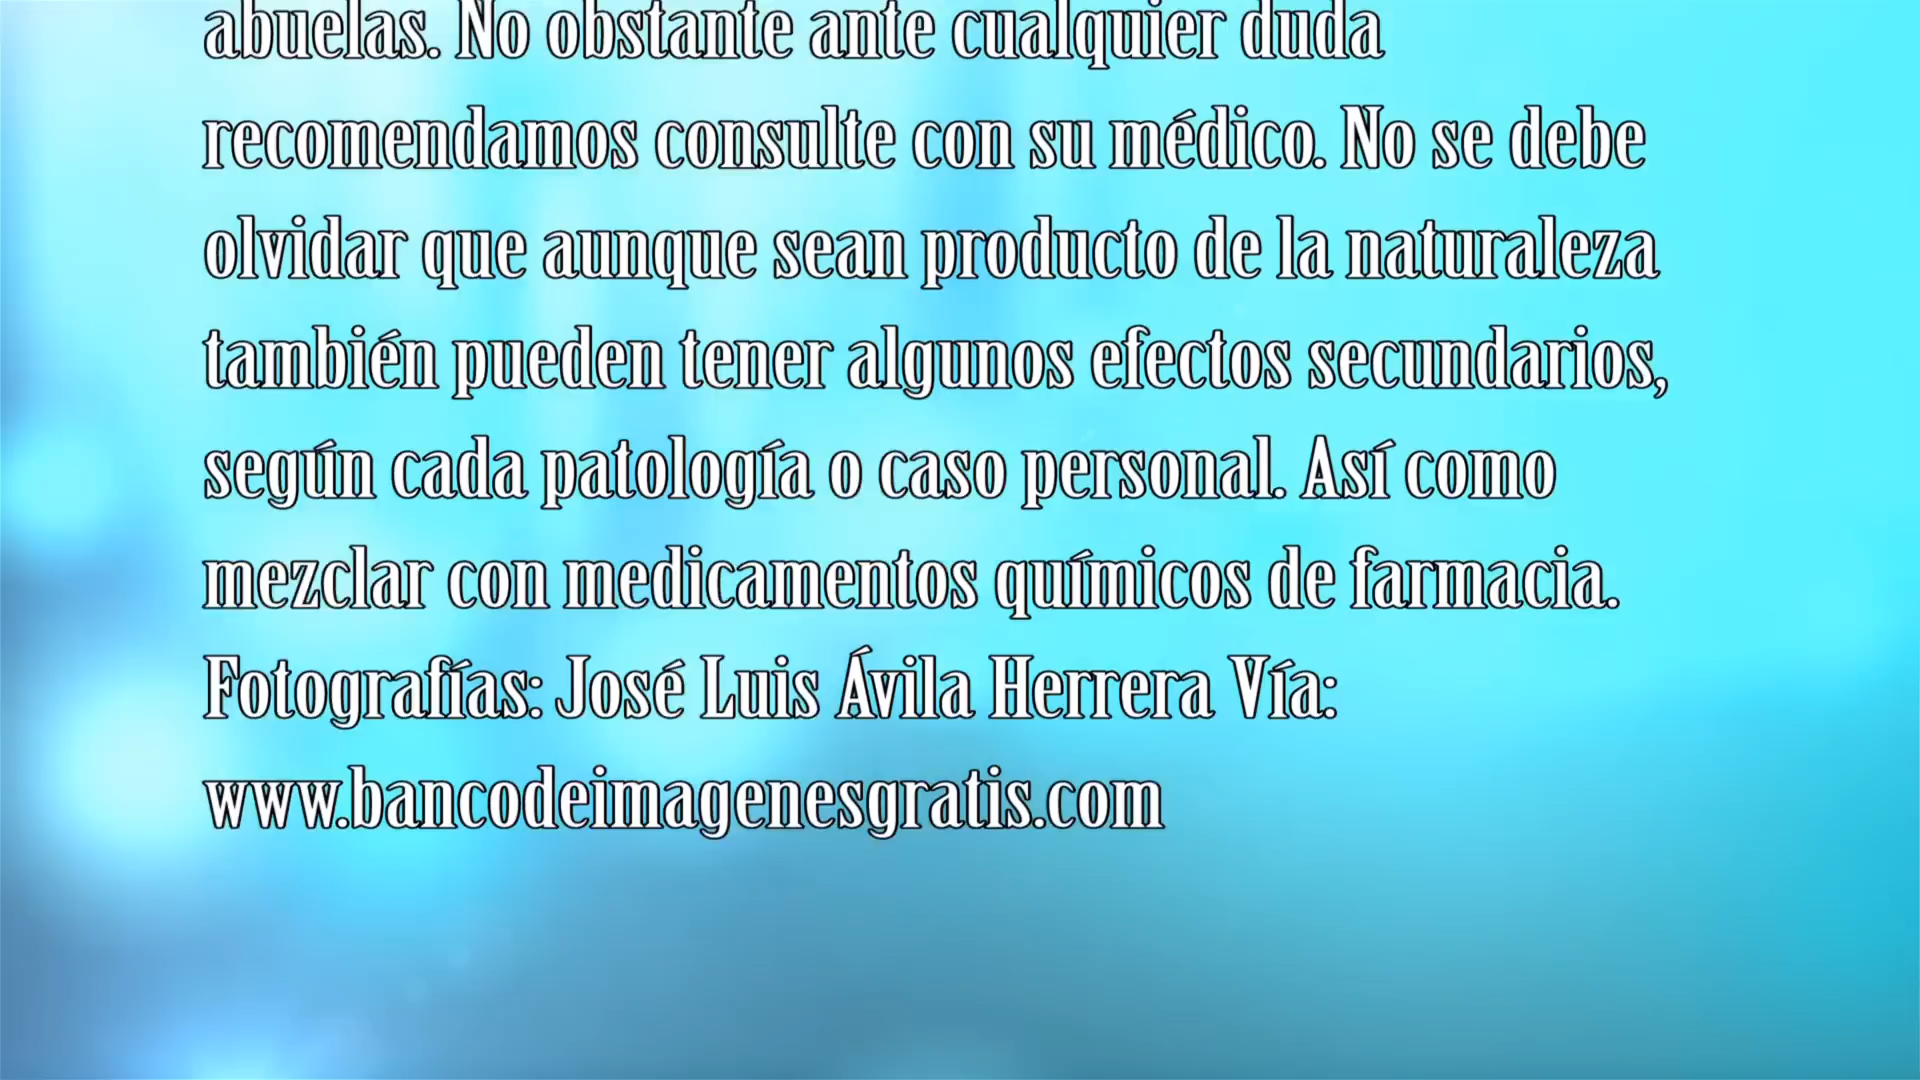 abuelas. No obstante ante cualquier duda
recomendamos consulte con su médico. No se debe
olvidar que aunque sean producto de la naturaleza
también pueden tener algunos efectos secundarios,
según cada patología o caso personal. Así como
mezclar con medicamentos químicos de farmacia.
Fotografías: José Luis Ávila Herrera Vía:
www.bancodeimagenesgratis.com